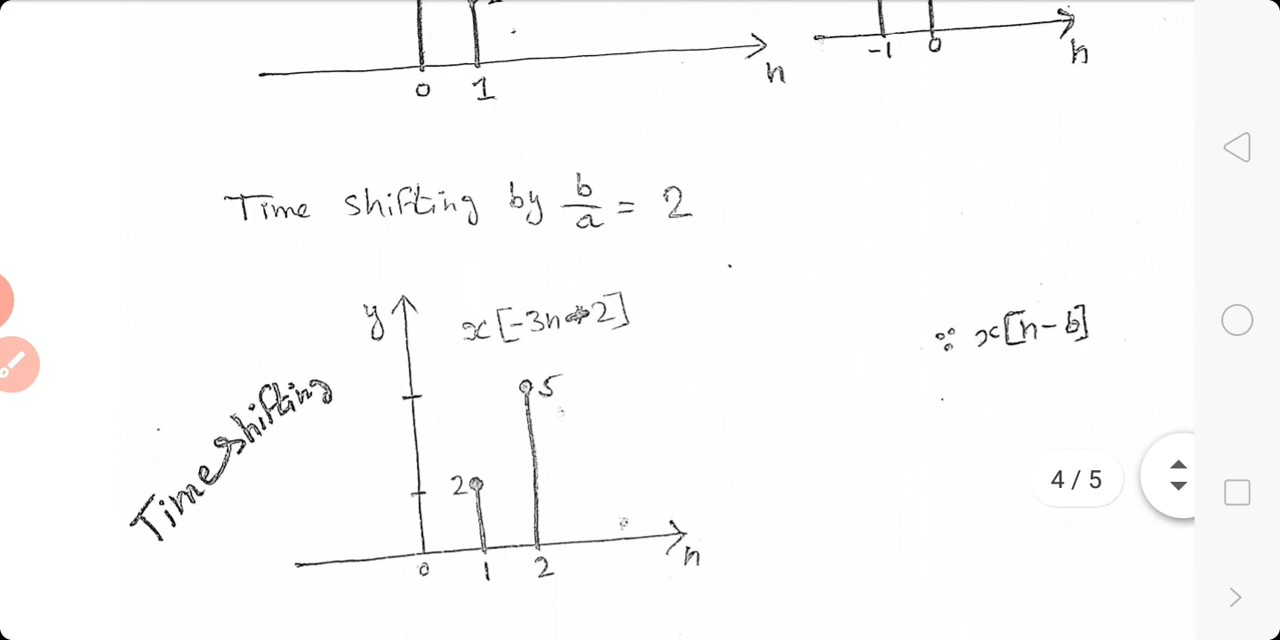 0 1 n
-1 0 n
Time shifting by b/a = 2
y x[-3n+2]
∵ x[n-b]
Time shifting
5
2
4 / 5
0 1 2 n